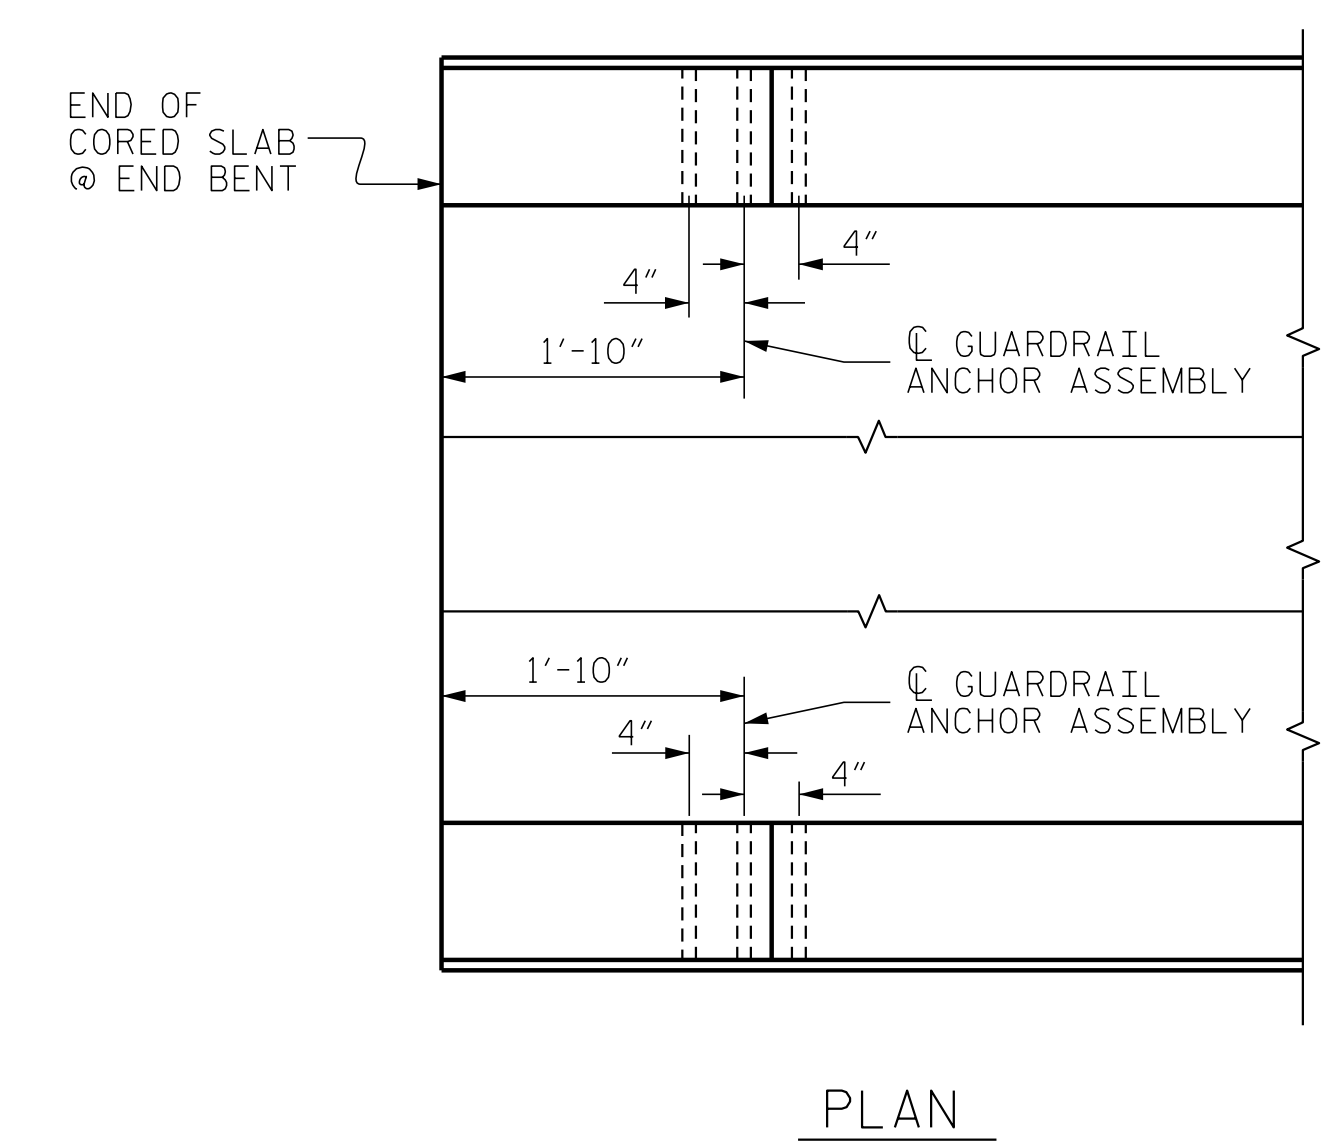 END OF
CORED SLAB
@ END BENT
4"
4"
1'-10"
℄ GUARDRAIL
ANCHOR ASSEMBLY
1'-10"
℄ GUARDRAIL
ANCHOR ASSEMBLY
4"
4"
PLAN